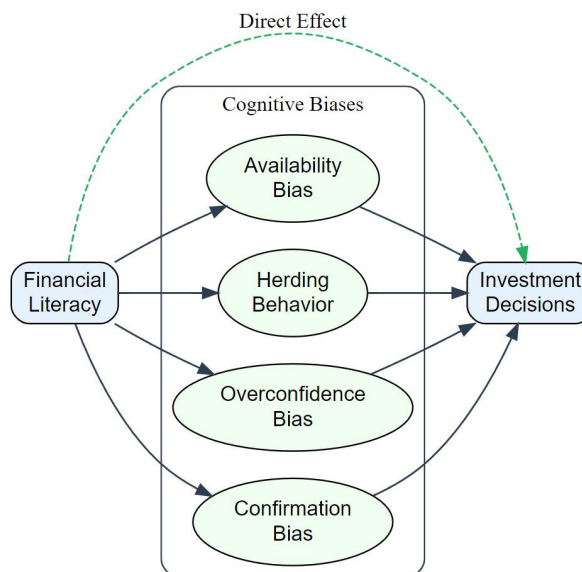 Direct Effect
Cognitive Biases
Availability
Bias
Financial
Literacy
Herding
Behavior
Investment
Decisions
Overconfidence
Bias
Confirmation
Bias